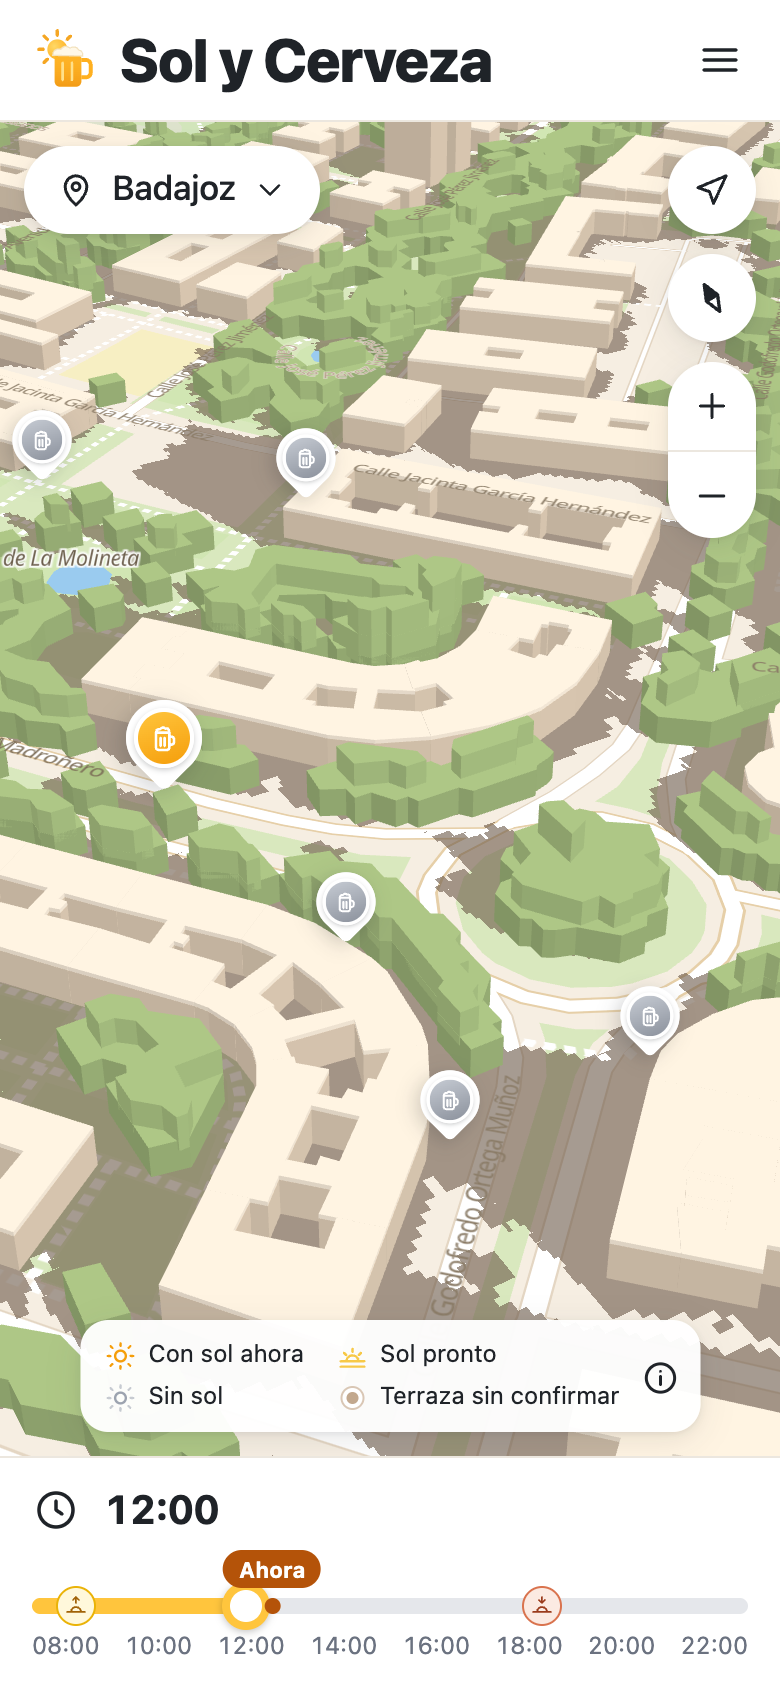 Sol y Cerveza
Badajoz
Calle Jacinta García Hernández
de La Molineta
Madroñero
Ca
Godofredo Ortega Muñoz
Con sol ahora
Sol pronto
Sin sol
Terraza sin confirmar
12:00
Ahora
08:00 10:00 12:00 14:00 16:00 18:00 20:00 22:00